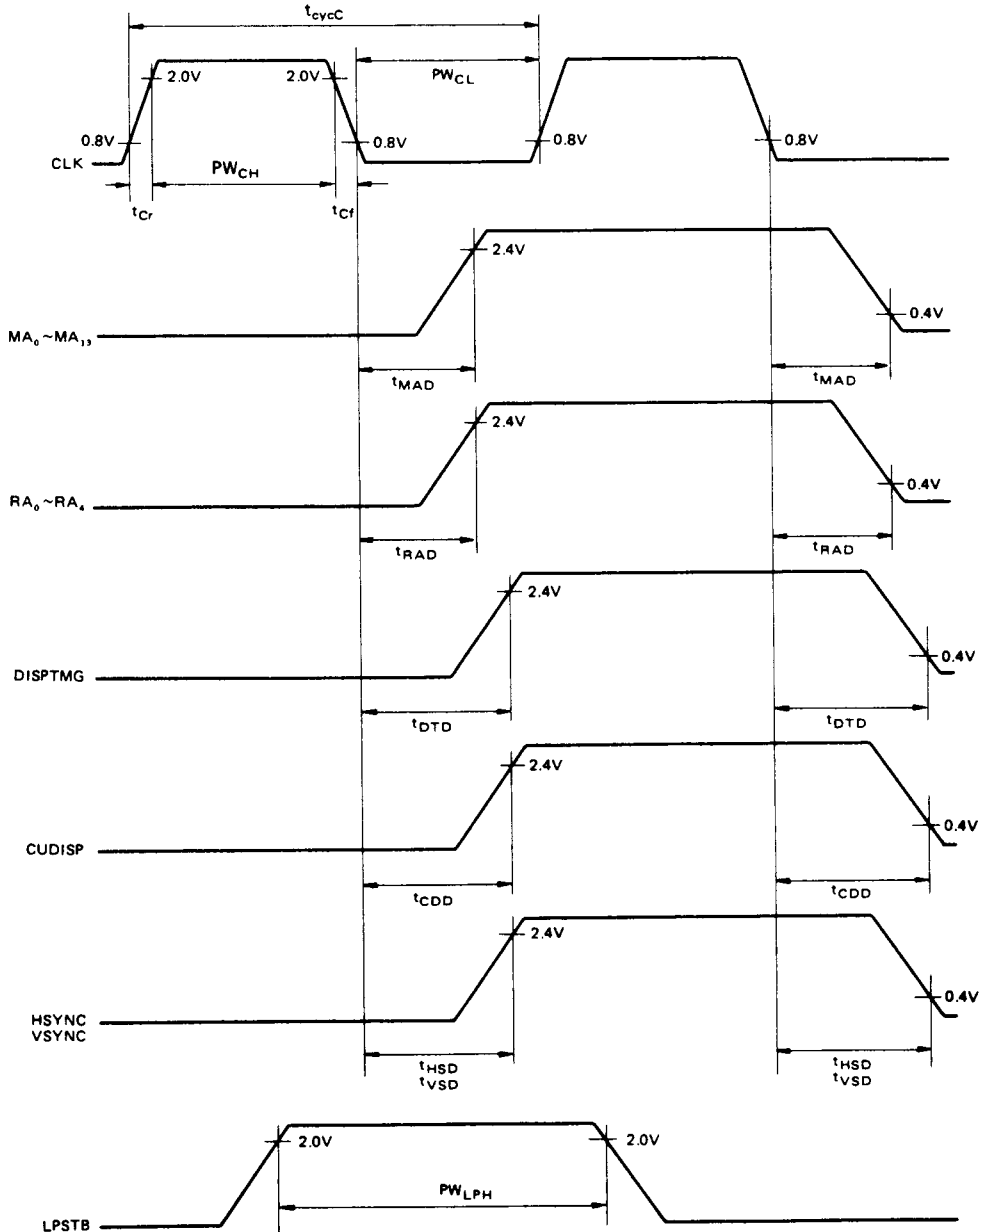 tcycC
PWCL
2.0V 2.0V
0.8V 0.8V 0.8V 0.8V
CLK
PWCH
tCr tCf
2.4V
0.4V
MA0~MA13
tMAD tMAD
2.4V
0.4V
RA0~RA4
tRAD tRAD
2.4V
0.4V
DISPTMG
tDTD tDTD
2.4V
0.4V
CUDISP
tCDD tCDD
2.4V
0.4V
HSYNC
VSYNC
tHSD tHSD
tVSD tVSD
2.0V 2.0V
PWLPH
LPSTB